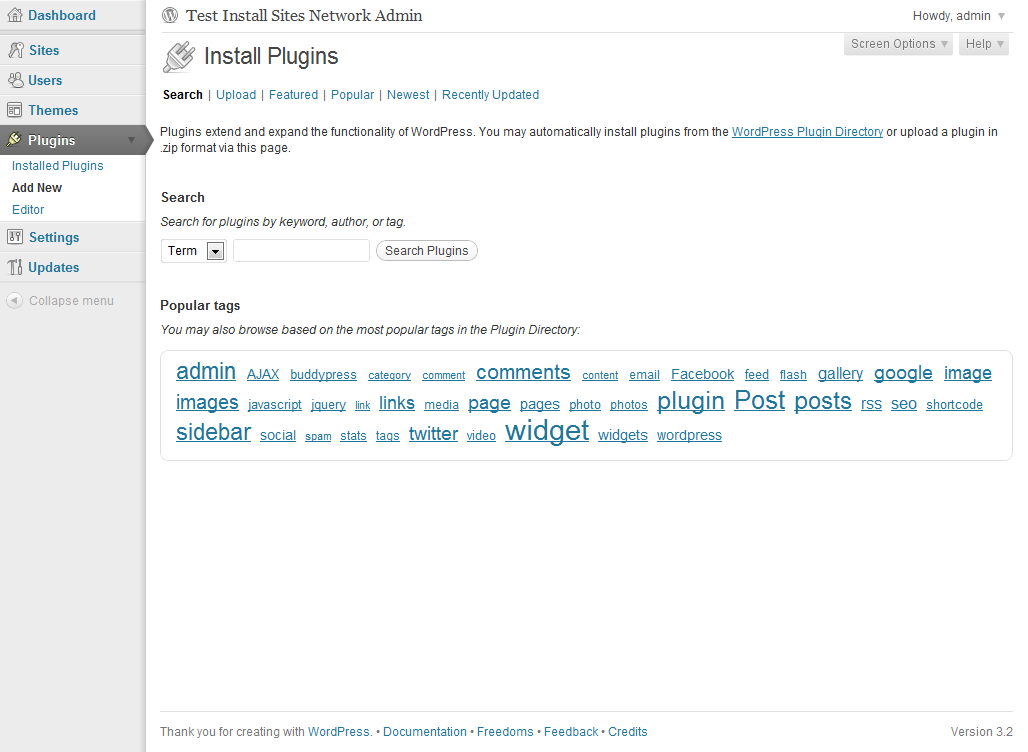 Dashboard
Sites
Users
Themes
Plugins
Installed Plugins
Add New
Editor
Settings
Updates
Collapse menu
Test Install Sites Network Admin
Howdy, admin
Screen Options
Help
Install Plugins
Search | Upload | Featured | Popular | Newest | Recently Updated
Plugins extend and expand the functionality of WordPress. You may automatically install plugins from the WordPress Plugin Directory or upload a plugin in
.zip format via this page.
Search
Search for plugins by keyword, author, or tag.
Term
Search Plugins
Popular tags
You may also browse based on the most popular tags in the Plugin Directory:
admin AJAX buddypress category comment comments content email Facebook feed flash gallery google image
images javascript jquery link links media page pages photo photos plugin Post posts rss seo shortcode
sidebar social spam stats tags twitter video widget widgets wordpress
Thank you for creating with WordPress. • Documentation • Freedoms • Feedback • Credits
Version 3.2